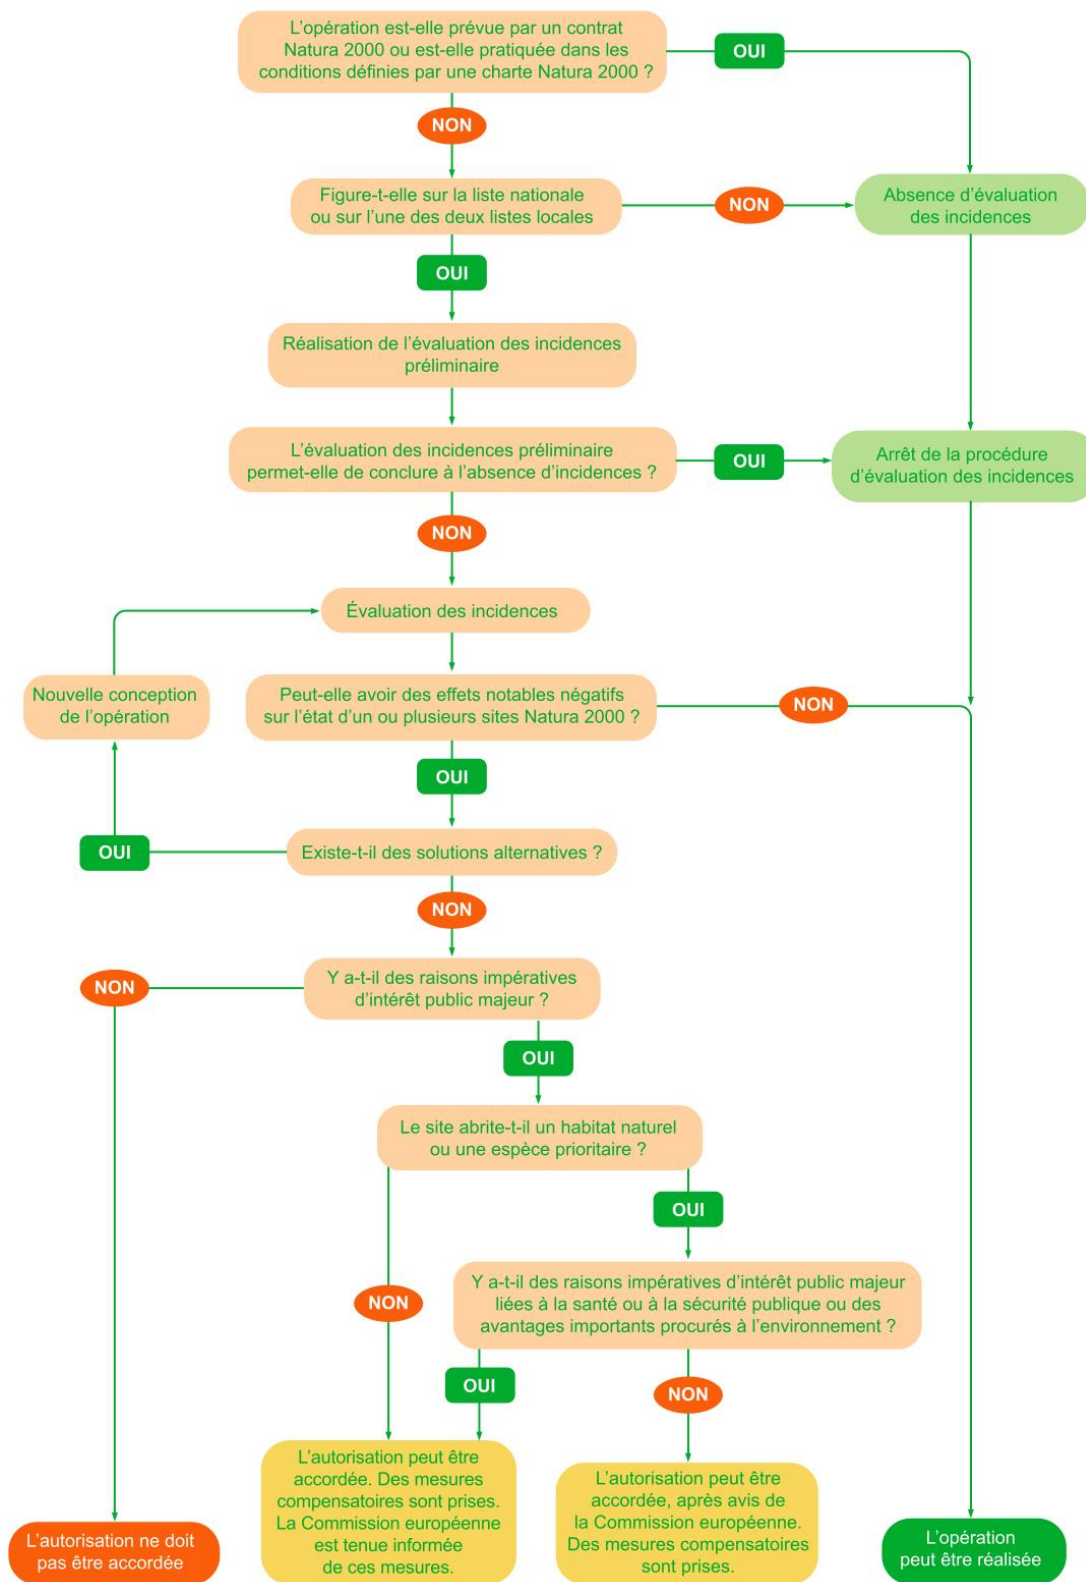 L'opération est-elle prévue par un contrat
Natura 2000 ou est-elle pratiquée dans les
conditions définies par une charte Natura 2000 ?
OUI
NON
Figure-t-elle sur la liste nationale
ou sur l'une des deux listes locales
NON
Absence d'évaluation
des incidences
OUI
Réalisation de l'évaluation des incidences
préliminaire
L'évaluation des incidences préliminaire
permet-elle de conclure à l'absence d'incidences ?
OUI
Arrêt de la procédure
d'évaluation des incidences
NON
Évaluation des incidences
Nouvelle conception
de l'opération
Peut-elle avoir des effets notables négatifs
sur l'état d'un ou plusieurs sites Natura 2000 ?
NON
OUI
OUI
Existe-t-il des solutions alternatives ?
NON
NON
Y a-t-il des raisons impératives
d'intérêt public majeur ?
OUI
Le site abrite-t-il un habitat naturel
ou une espèce prioritaire ?
OUI
NON
Y a-t-il des raisons impératives d'intérêt public majeur
liées à la santé ou à la sécurité publique ou des
avantages importants procurés à l'environnement ?
OUI
NON
L'autorisation ne doit
pas être accordée
L'autorisation peut être
accordée. Des mesures
compensatoires sont prises.
La Commission européenne
est tenue informée
de ces mesures.
L'autorisation peut être
accordée, après avis de
la Commission européenne.
Des mesures compensatoires
sont prises.
L'opération
peut être réalisée